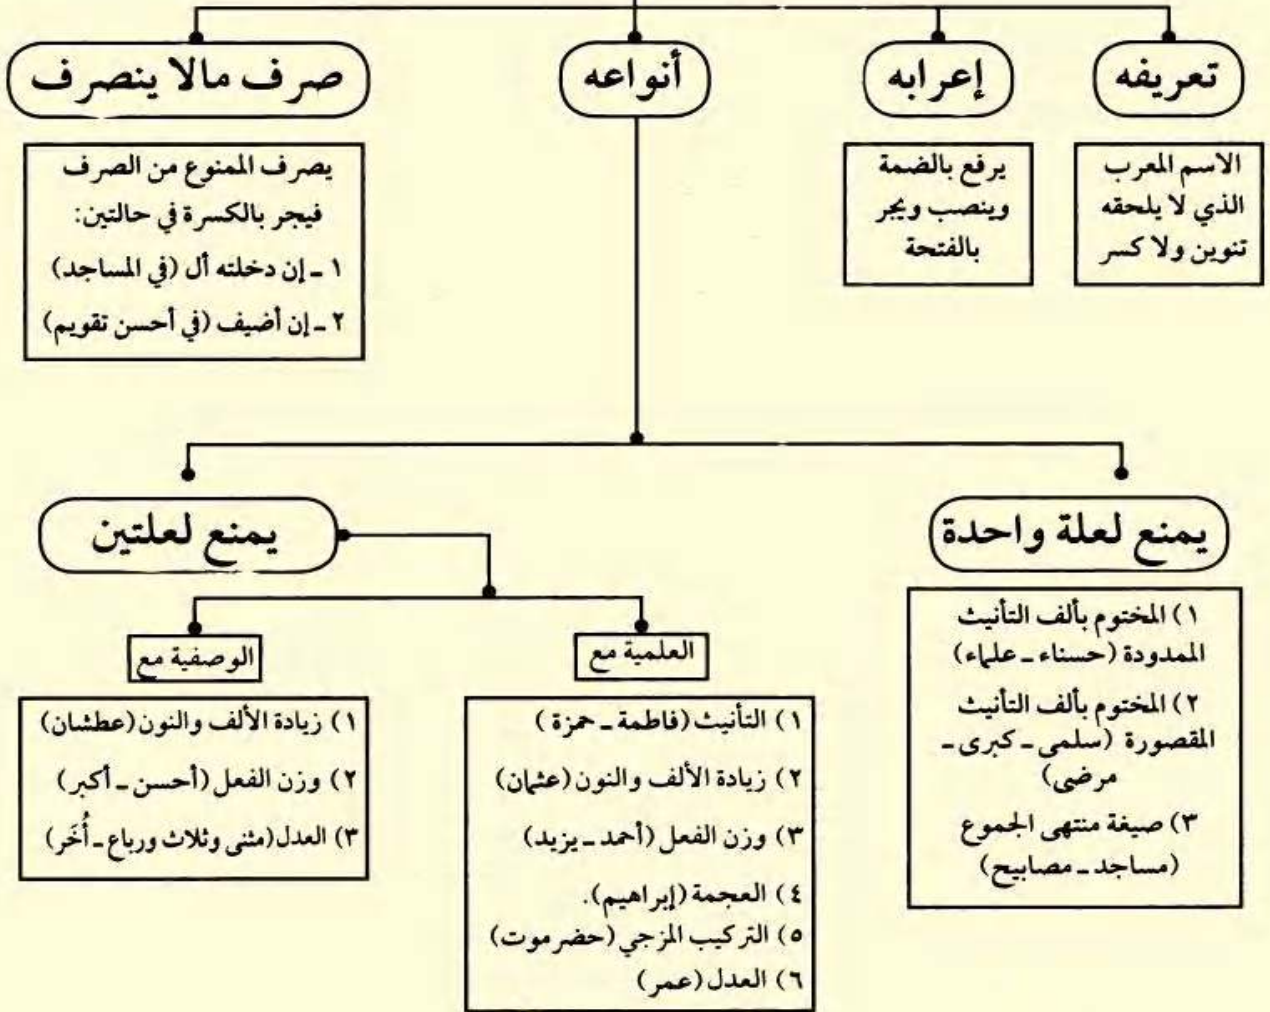 تعريفه
إعرابه
أنواعه
صرف مالا ينصرف
الاسم المعرب
الذي لا يلحقه
تنوين ولا كسر
يرفع بالضمة
وينصب ويجر
بالفتحة
يصرف الممنوع من الصرف
فيجر بالكسرة في حالتين:
١ ـ إن دخلته أل (في المساجد)
٢ ـ إن أضيف (في أحسن تقويم)
يمنع لعلة واحدة
١) المختوم بألف التأنيث
الممدودة (حسناء ـ علماء)
٢) المختوم بألف التأنيث
المقصورة (سلمى ـ كبرى ـ
مرضى)
٣) صيغة منتهى الجموع
(مساجد ـ مصابيح)
يمنع لعلتين
العلمية مع
١) التأنيث (فاطمة ـ حمزة )
٢) زيادة الألف والنون (عثمان)
٣) وزن الفعل (أحمد ـ يزيد)
٤) العجمة (إبراهيم).
٥) التركيب المزجي (حضرموت)
٦) العدل (عمر)
الوصفية مع
١) زيادة الألف والنون (عطشان)
٢) وزن الفعل (أحسن ـ أكبر)
٣) العدل (مثنى وثلاث ورباع ـ أُخَر)